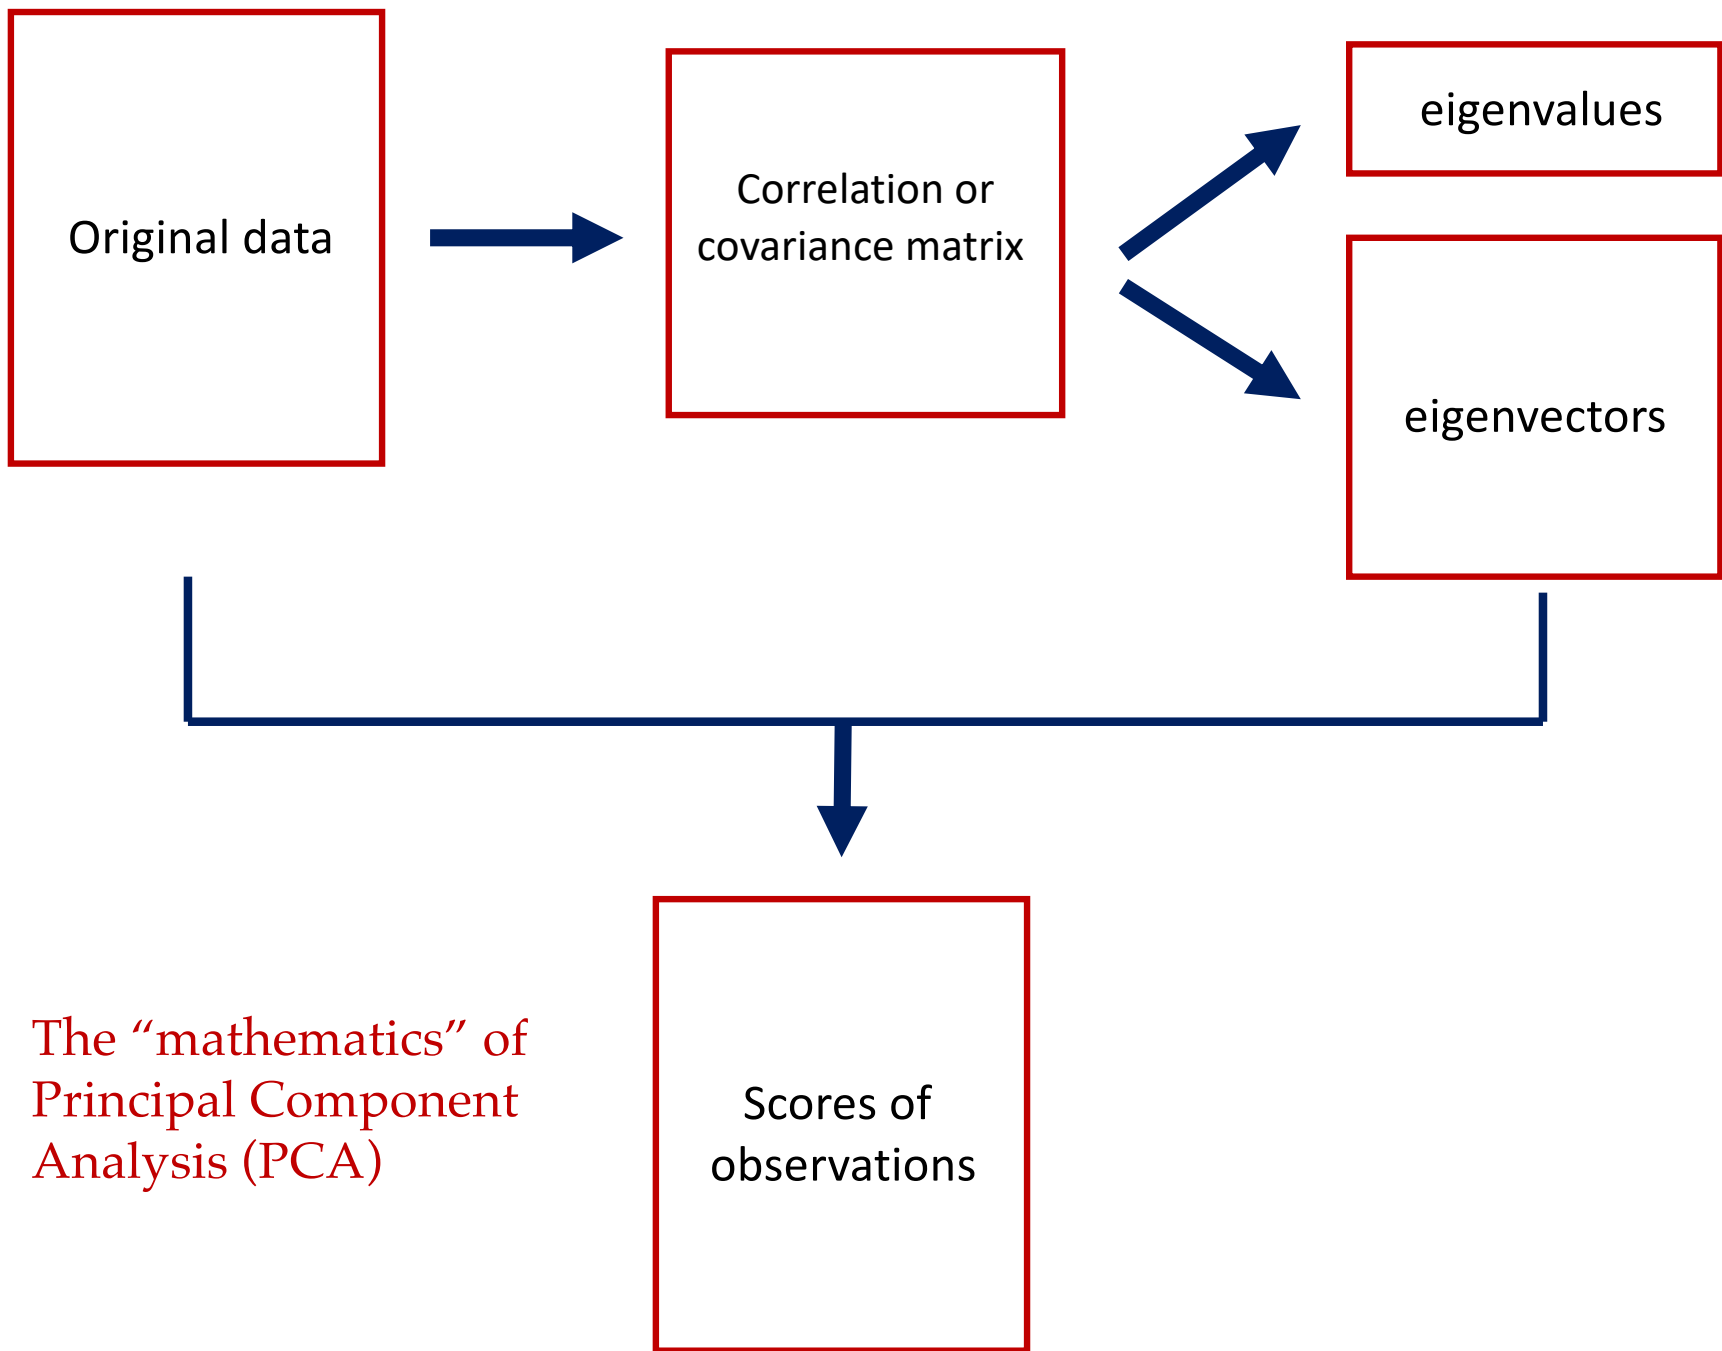 Original data
Correlation or
covariance matrix
eigenvalues
eigenvectors
The “mathematics” of
Principal Component
Analysis (PCA)
Scores of
observations